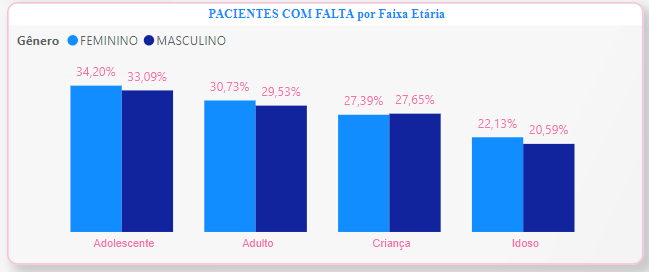 PACIENTES COM FALTA por Faixa Etária
Gênero FEMININO MASCULINO
34,20% 33,09% 30,73% 29,53% 27,39% 27,65% 22,13% 20,59%
Adolescente Adulto Criança Idoso